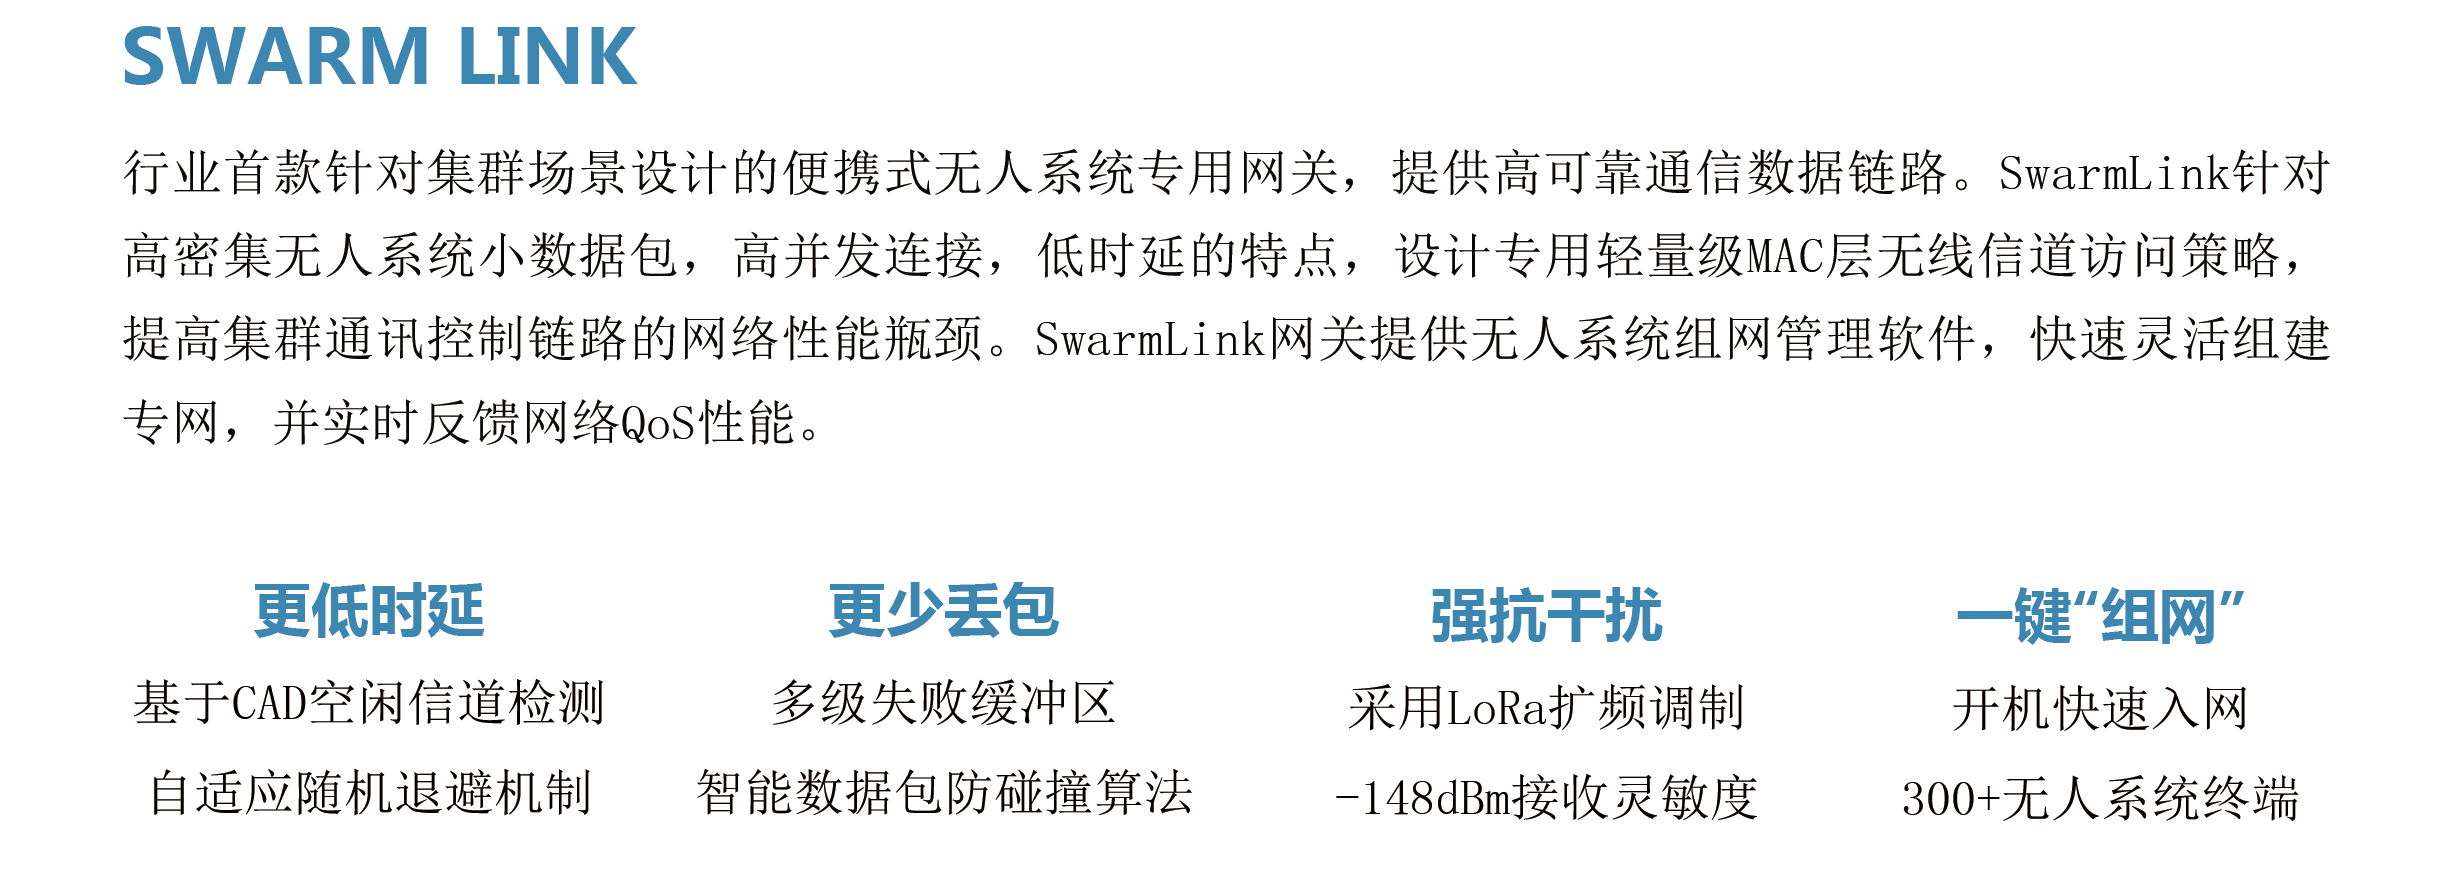 SWARM LINK
行业首款针对集群场景设计的便携式无人系统专用网关，提供高可靠通信数据链路。SwarmLink针对
高密集无人系统小数据包，高并发连接，低时延的特点，设计专用轻量级MAC层无线信道访问策略，
提高集群通讯控制链路的网络性能瓶颈。SwarmLink网关提供无人系统组网管理软件，快速灵活组建
专网，并实时反馈网络QoS性能。
更低时延
基于CAD空闲信道检测
自适应随机退避机制
更少丢包
多级失败缓冲区
智能数据包防碰撞算法
强抗干扰
采用LoRa扩频调制
-148dBm接收灵敏度
一键“组网”
开机快速入网
300+无人系统终端